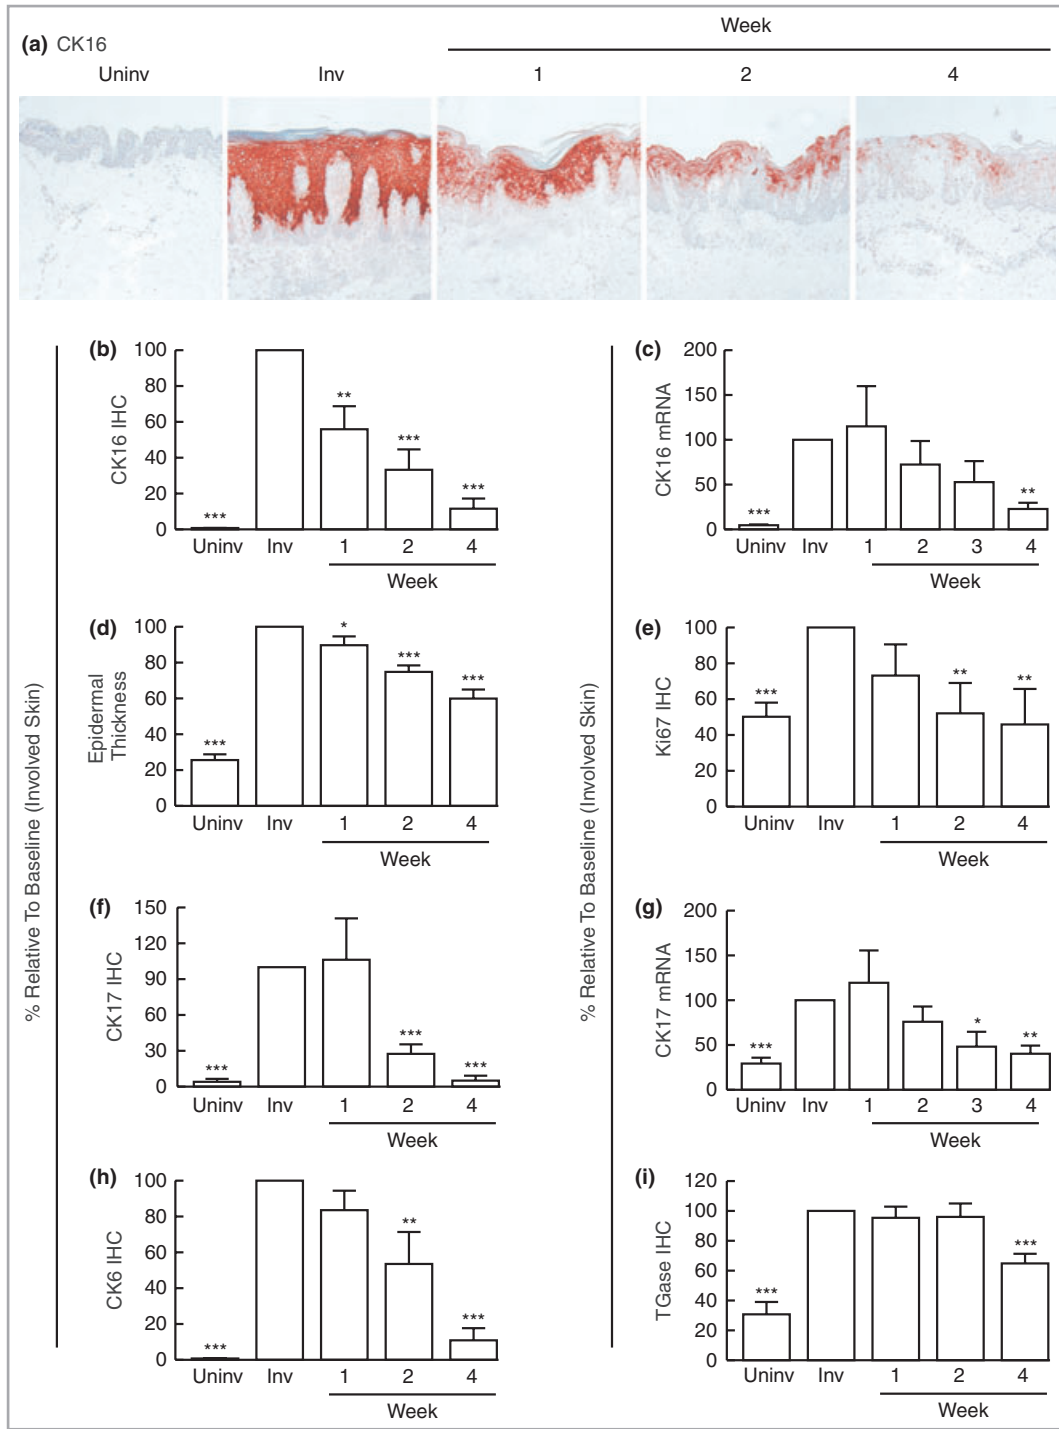 (a) CK16
Week
Uninv Inv 1 2 4
% Relative To Baseline (Involved Skin)
(b)
CK16 IHC
100
80
60
40
20
0
*** ** *** ***
Uninv Inv 1 2 4
Week
(d)
Epidermal
Thickness
100
80
60
40
20
0
*** * *** ***
Uninv Inv 1 2 4
Week
(f)
CK17 IHC
150
120
90
60
30
0
*** *** ***
Uninv Inv 1 2 4
Week
(h)
CK6 IHC
100
80
60
40
20
0
*** ** ***
Uninv Inv 1 2 4
Week
% Relative To Baseline (Involved Skin)
(c)
CK16 mRNA
200
150
100
50
0
*** **
Uninv Inv 1 2 3 4
Week
(e)
Ki67 IHC
100
80
60
40
20
0
*** ** **
Uninv Inv 1 2 4
Week
(g)
CK17 mRNA
200
150
100
50
0
*** * **
Uninv Inv 1 2 3 4
Week
(i)
TGase IHC
120
100
80
60
40
20
0
*** ***
Uninv Inv 1 2 4
Week